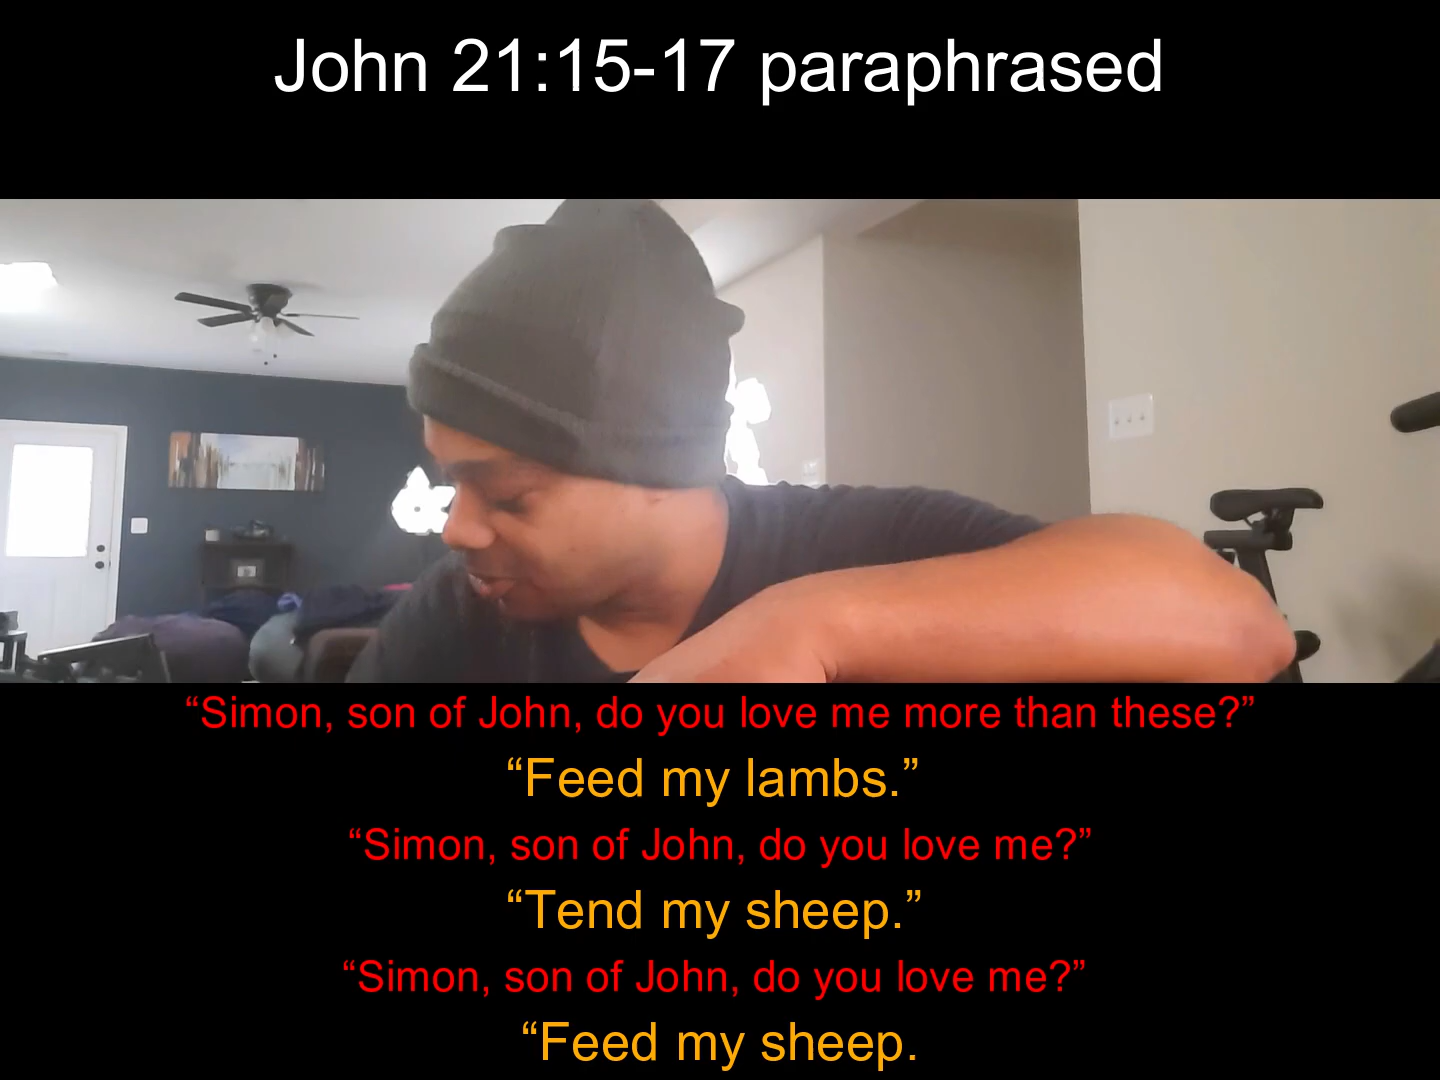 John 21:15-17 paraphrased
“Simon, son of John, do you love me more than these?”
“Feed my lambs.”
“Simon, son of John, do you love me?”
“Tend my sheep.”
“Simon, son of John, do you love me?”
“Feed my sheep.